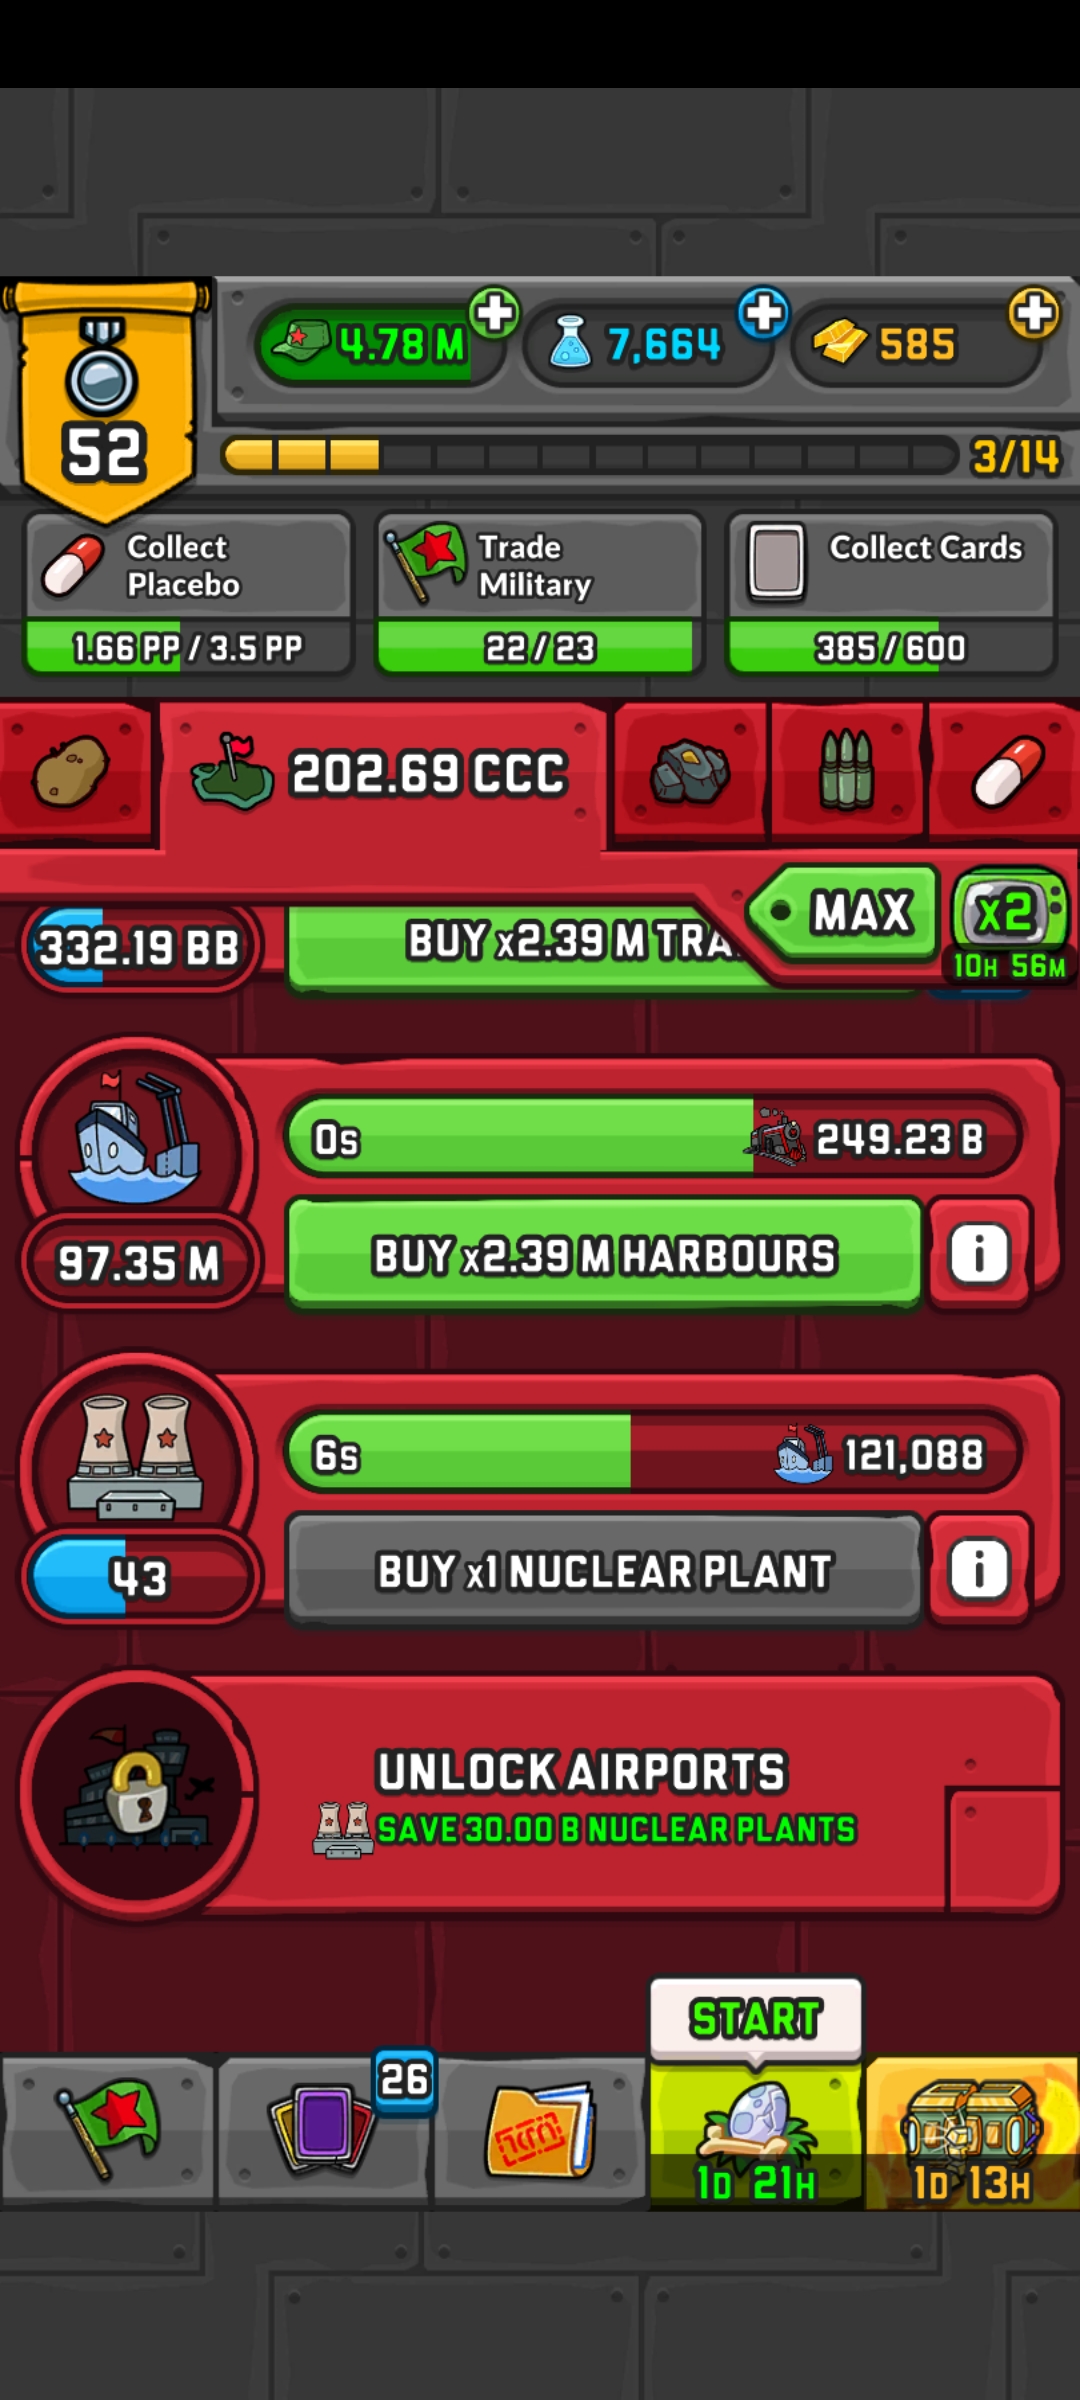 4.78 M
7,664
585
52
3/14
Collect
Placebo
Trade
Military
Collect Cards
1.66 PP / 3.5 PP
22 / 23
385 / 600
202.69 CCC
MAX
x2
10H 56M
332.19 BB
BUY x2.39 M TRA
0s
249.23 B
97.35 M
BUY x2.39 M HARBOURS
i
6s
121,088
43
BUY x1 NUCLEAR PLANT
i
UNLOCK AIRPORTS
SAVE 30.00 B NUCLEAR PLANTS
START
26
1D 21H
1D 13H